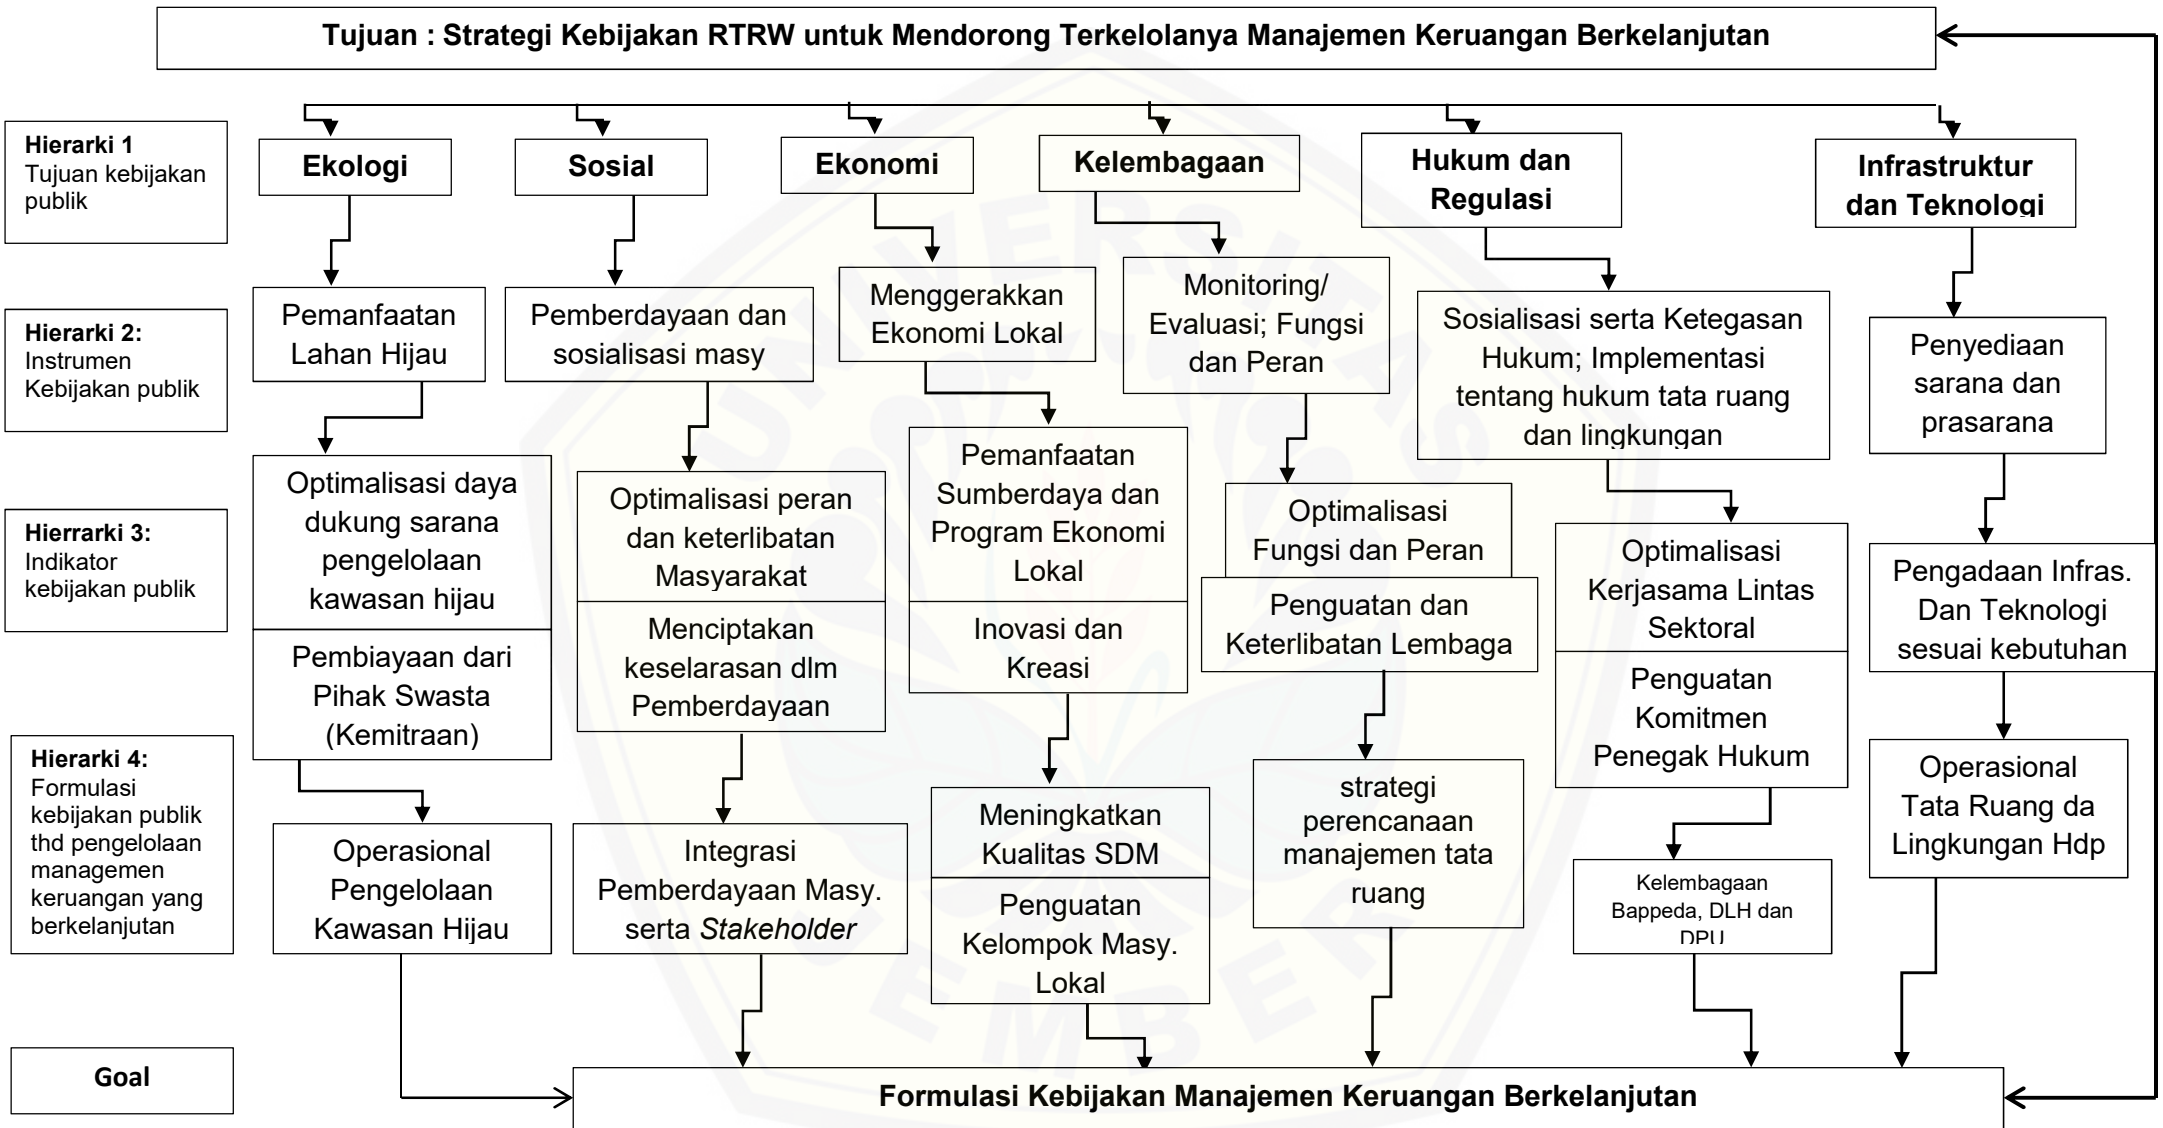 Tujuan : Strategi Kebijakan RTRW untuk Mendorong Terkelolanya Manajemen Keruangan Berkelanjutan
Hierarki 1
Tujuan kebijakan
publik
Ekologi
Sosial
Ekonomi
Kelembagaan
Hukum dan
Regulasi
Infrastruktur
dan Teknologi
Hierarki 2:
Instrumen
Kebijakan publik
Pemanfaatan
Lahan Hijau
Pemberdayaan dan
sosialisasi masy
Menggerakkan
Ekonomi Lokal
Monitoring/
Evaluasi; Fungsi
dan Peran
Sosialisasi serta Ketegasan
Hukum; Implementasi
tentang hukum tata ruang
dan lingkungan
Penyediaan
sarana dan
prasarana
Hierrarki 3:
Indikator
kebijakan publik
Optimalisasi daya
dukung sarana
pengelolaan
kawasan hijau
Pembiayaan dari
Pihak Swasta
(Kemitraan)
Optimalisasi peran
dan keterlibatan
Masyarakat
Menciptakan
keselarasan dlm
Pemberdayaan
Pemanfaatan
Sumberdaya dan
Program Ekonomi
Lokal
Inovasi dan
Kreasi
Optimalisasi
Fungsi dan Peran
Penguatan dan
Keterlibatan Lembaga
Optimalisasi
Kerjasama Lintas
Sektoral
Penguatan
Komitmen
Penegak Hukum
Pengadaan Infras.
Dan Teknologi
sesuai kebutuhan
Hierarki 4:
Formulasi
kebijakan publik
thd pengelolaan
managemen
keruangan yang
berkelanjutan
Operasional
Pengelolaan
Kawasan Hijau
Integrasi
Pemberdayaan Masy.
serta Stakeholder
Meningkatkan
Kualitas SDM
Penguatan
Kelompok Masy.
Lokal
strategi
perencanaan
manajemen tata
ruang
Kelembagaan
Bappeda, DLH dan
DPU
Operasional
Tata Ruang da
Lingkungan Hdp
Goal
Formulasi Kebijakan Manajemen Keruangan Berkelanjutan
UNIVERSITAS
JEMBER